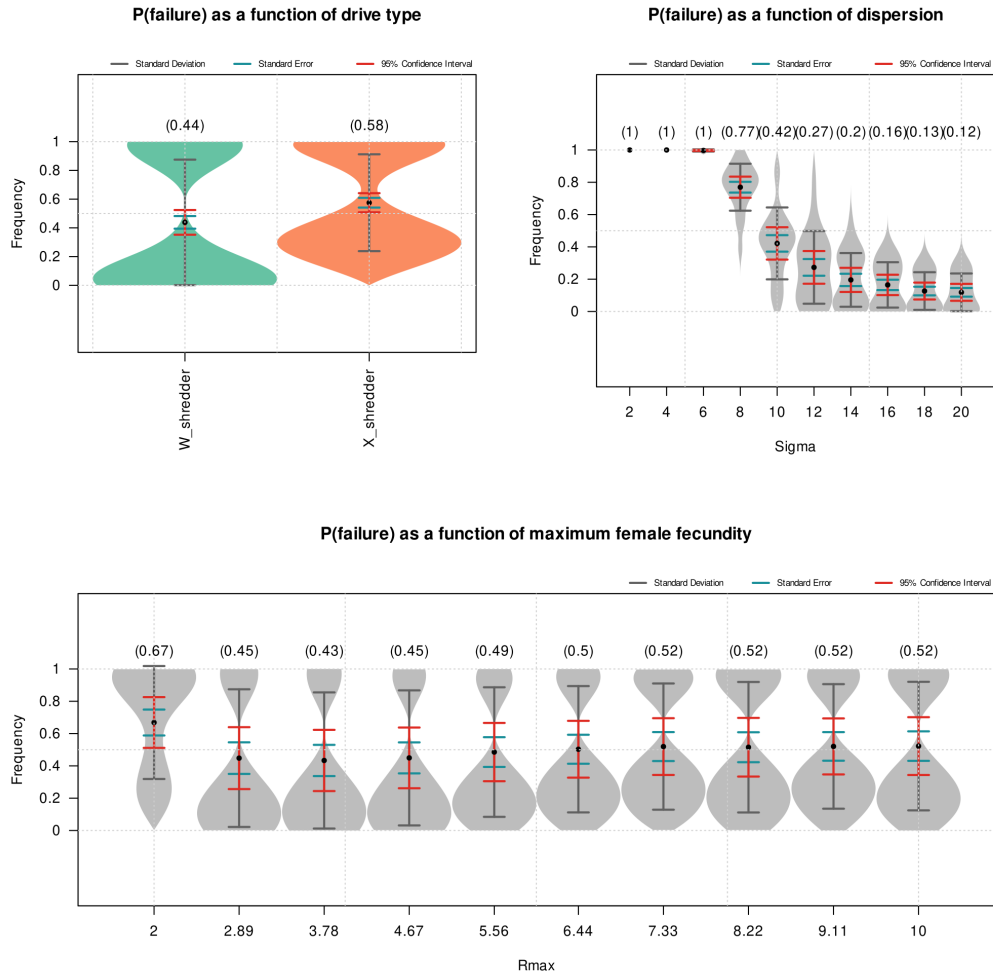 P(failure) as a function of drive type
Standard Deviation Standard Error 95% Confidence Interval
(0.44) (0.58)
1
0.8
0.6
0.4
0.2
0
Frequency
W_shredder X_shredder
P(failure) as a function of dispersion
Standard Deviation Standard Error 95% Confidence Interval
(1) (1) (1) (0.77) (0.42) (0.27) (0.2) (0.16) (0.13) (0.12)
1
0.8
0.6
0.4
0.2
0
Frequency
2 4 6 8 10 12 14 16 18 20
Sigma
P(failure) as a function of maximum female fecundity
Standard Deviation Standard Error 95% Confidence Interval
(0.67) (0.45) (0.43) (0.45) (0.49) (0.5) (0.52) (0.52) (0.52) (0.52)
1
0.8
0.6
0.4
0.2
0
Frequency
2 2.89 3.78 4.67 5.56 6.44 7.33 8.22 9.11 10
Rmax